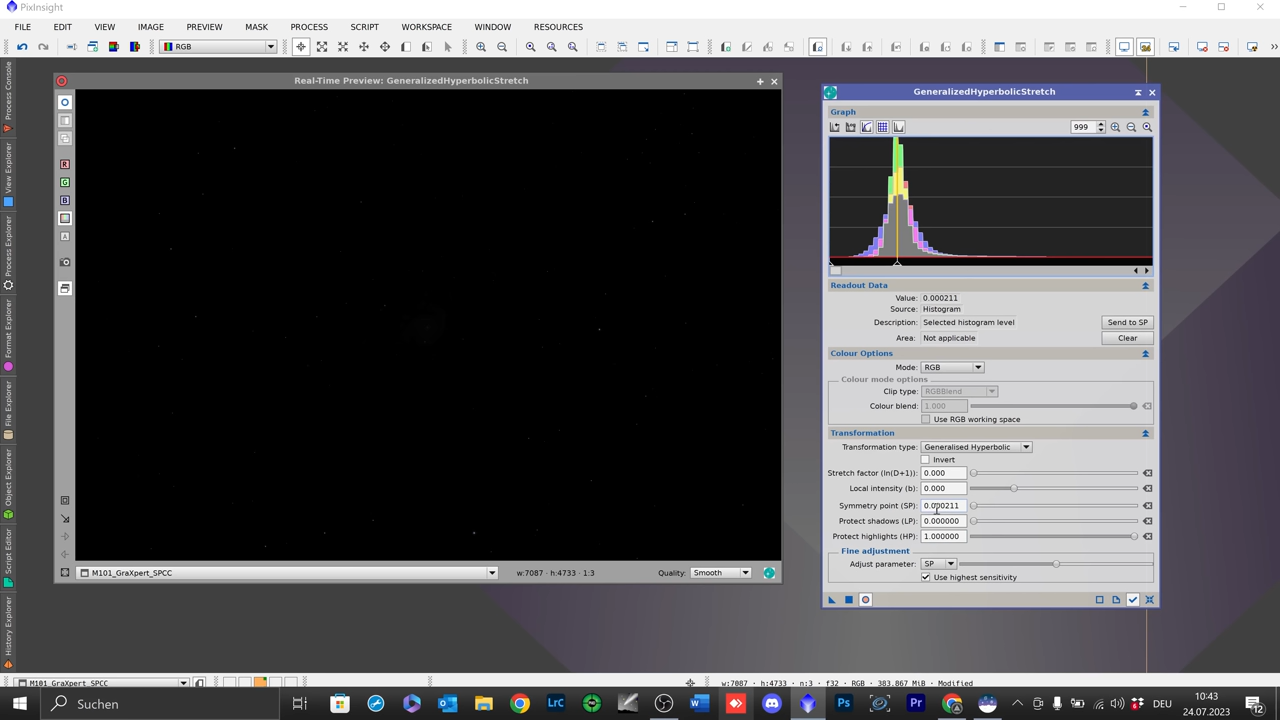 PixInsight
FILE EDIT VIEW IMAGE PREVIEW MASK PROCESS SCRIPT WORKSPACE WINDOW RESOURCES
RGB
Process Console
View Explorer
Process Explorer
Format Explorer
File Explorer
Object Explorer
Script Editor
History Explorer
Real-Time Preview: GeneralizedHyperbolicStretch
R
G
B
A
M101_GraXpert_SPCC
w:7087 · h:4733 · 1:3
Quality: Smooth
GeneralizedHyperbolicStretch
Graph
999
Readout Data
Value: 0.000211
Source: Histogram
Description: Selected histogram level
Send to SP
Area: Not applicable
Clear
Colour Options
Mode: RGB
Colour mode options
Clip type: RGBBlend
Colour blend: 1.000
Use RGB working space
Transformation
Transformation type: Generalised Hyperbolic
Invert
Stretch factor (ln(D+1)): 0.000
Local intensity (b): 0.000
Symmetry point (SP): 0.000211
Protect shadows (LP): 0.000000
Protect highlights (HP): 1.000000
Fine adjustment
Adjust parameter: SP
Use highest sensitivity
M101_GraXpert_SPCC
w:7087 · h:4733 · n:3 · f32 · RGB · 383.867 MiB · Modified
Suchen
LrC
Ps
Pr
DEU
10:43
24.07.2023
12